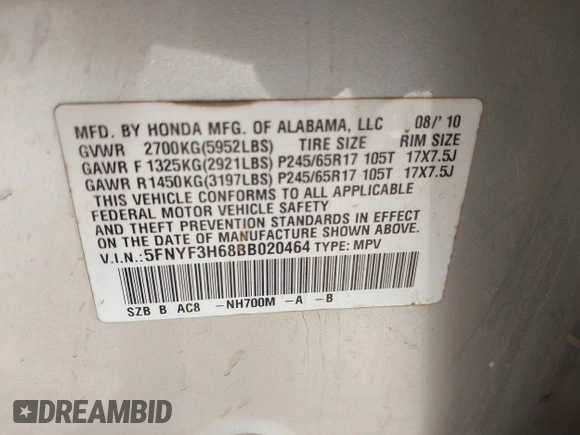 MFD. BY HONDA MFG. OF ALABAMA, LLC 08/' 10
GVWR 2700KG(5952LBS) TIRE SIZE RIM SIZE
GAWR F 1325KG(2921LBS) P245/65R17 105T 17X7.5J
GAWR R1450KG(3197LBS) P245/65R17 105T 17X7.5J
THIS VEHICLE CONFORMS TO ALL APPLICABLE
FEDERAL MOTOR VEHICLE SAFETY
AND THEFT PREVENTION STANDARDS IN EFFECT
ON THE DATE OF MANUFACTURE SHOWN ABOVE.
V.I.N.:5FNYF3H68BB020464 TYPE: MPV
SZB B AC8 -NH700M -A -B
DREAMBID